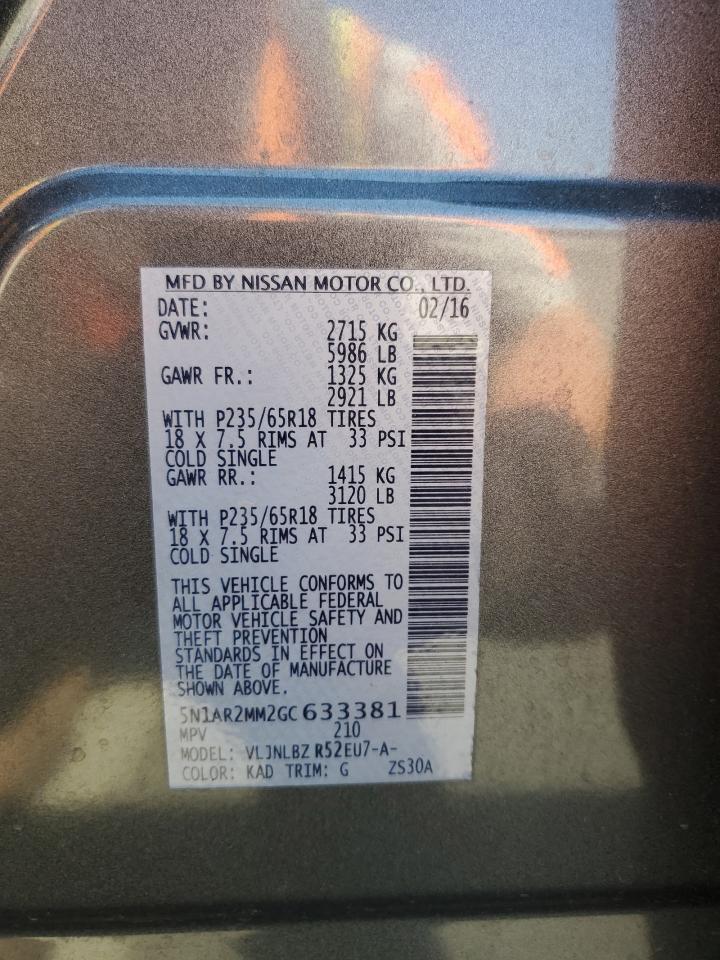 MFD BY NISSAN MOTOR CO., LTD.
DATE: 02/16
GVWR: 2715 KG
5986 LB
GAWR FR.: 1325 KG
2921 LB
WITH P235/65R18 TIRES
18 X 7.5 RIMS AT 33 PSI
COLD SINGLE
GAWR RR.: 1415 KG
3120 LB
WITH P235/65R18 TIRES
18 X 7.5 RIMS AT 33 PSI
COLD SINGLE
THIS VEHICLE CONFORMS TO
ALL APPLICABLE FEDERAL
MOTOR VEHICLE SAFETY AND
THEFT PREVENTION
STANDARDS IN EFFECT ON
THE DATE OF MANUFACTURE
SHOWN ABOVE.
5N1AR2MM2GC 633381
MPV 210
MODEL: VLJNLBZ R52EU7-A-
COLOR: KAD TRIM: G ZS30A